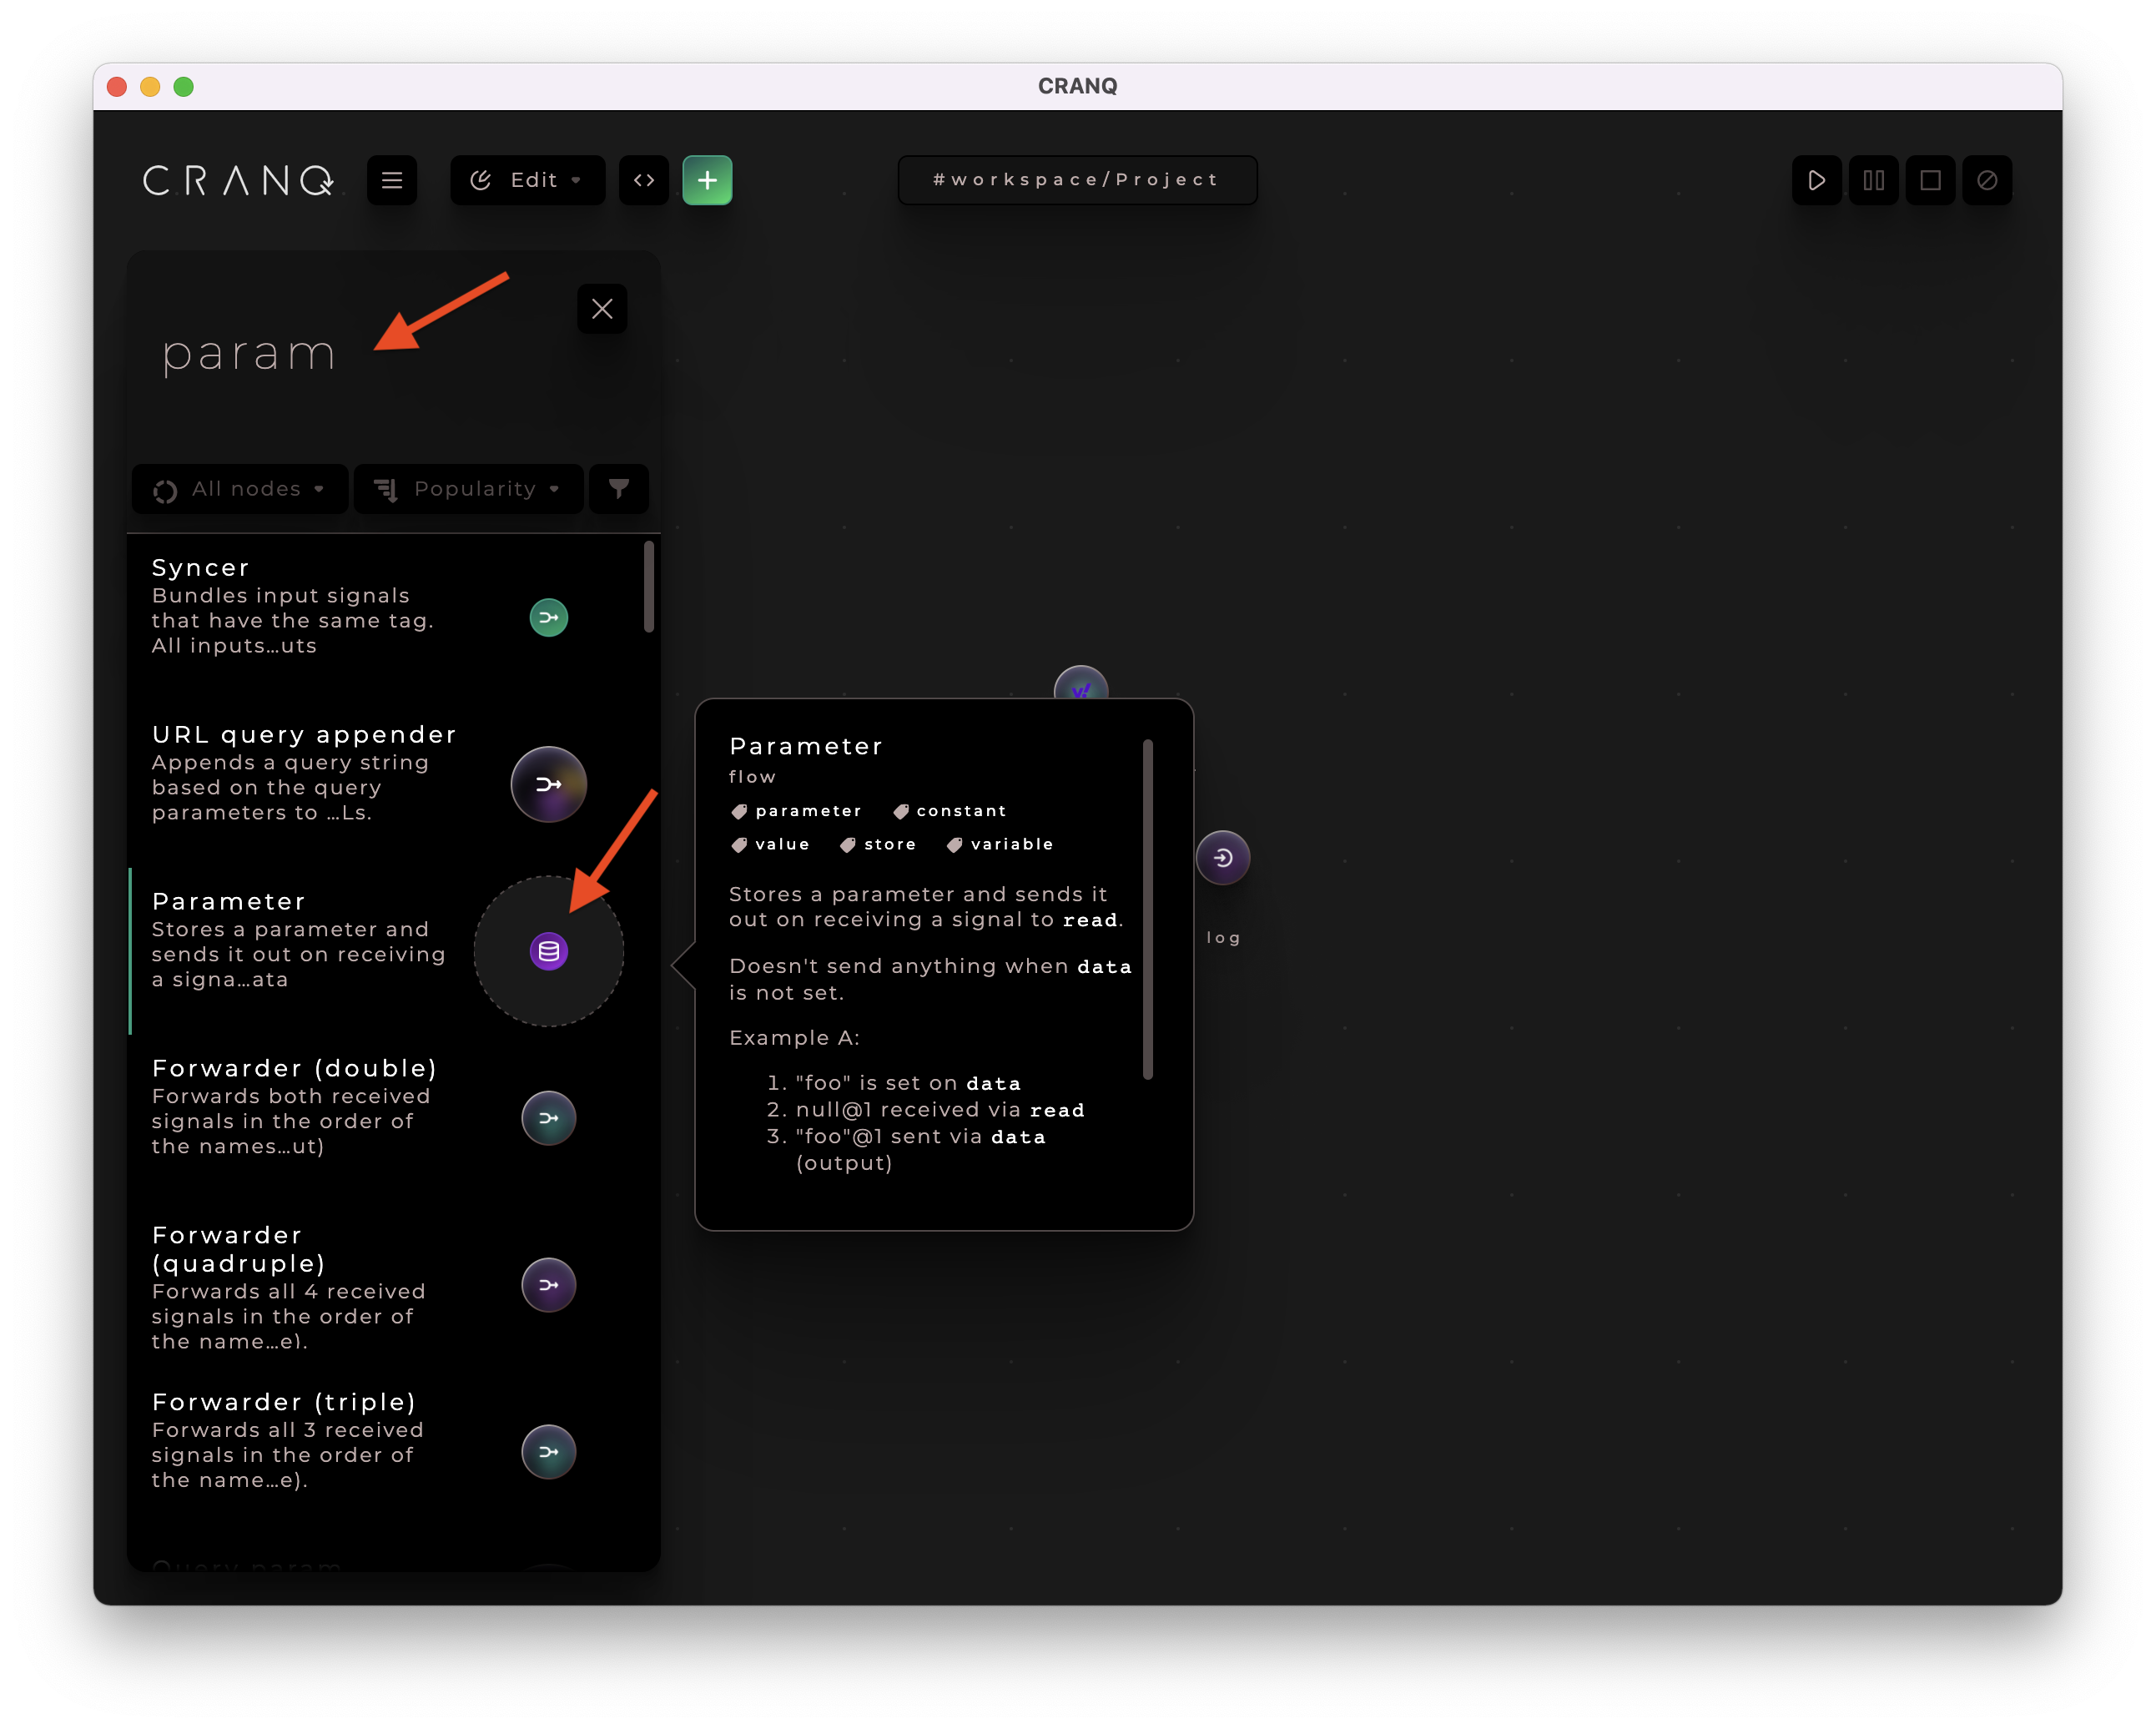 CRANQ
CRANQ
Edit
#workspace/Project
param
All nodes
Popularity
Syncer
Bundles input signals
that have the same tag.
All inputs...uts
URL query appender
Appends a query string
based on the query
parameters to ...Ls.
Parameter
Stores a parameter and
sends it out on receiving
a signa...ata
Forwarder (double)
Forwards both received
signals in the order of
the names...ut)
Forwarder
(quadruple)
Forwards all 4 received
signals in the order of
the name...e).
Forwarder (triple)
Forwards all 3 received
signals in the order of
the name...e).
Query param
Parameter
flow
parameter constant
value store variable
Stores a parameter and sends it
out on receiving a signal to read.
Doesn't send anything when data
is not set.
Example A:
1. "foo" is set on data
2. null@1 received via read
3. "foo"@1 sent via data
(output)
log